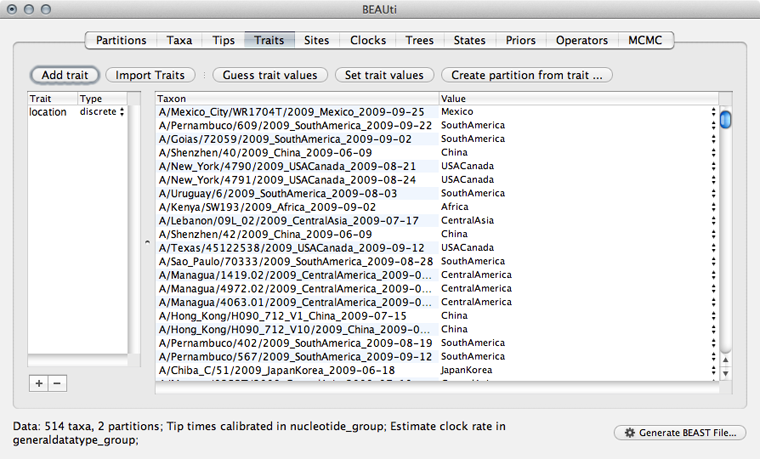 BEAUti
Partitions Taxa Tips Traits Sites Clocks Trees States Priors Operators MCMC
Add trait Import Traits Guess trait values Set trait values Create partition from trait ...
Trait Type Taxon Value
location discrete A/Mexico_City/WR1704T/2009_Mexico_2009-09-25 Mexico
A/Pernambuco/609/2009_SouthAmerica_2009-09-22 SouthAmerica
A/Goias/72059/2009_SouthAmerica_2009-09-02 SouthAmerica
A/Shenzhen/40/2009_China_2009-06-09 China
A/New_York/4790/2009_USACanada_2009-08-21 USACanada
A/New_York/4791/2009_USACanada_2009-08-24 USACanada
A/Uruguay/6/2009_SouthAmerica_2009-08-03 SouthAmerica
A/Kenya/SW193/2009_Africa_2009-09-02 Africa
A/Lebanon/09L_02/2009_CentralAsia_2009-07-17 CentralAsia
A/Shenzhen/42/2009_China_2009-06-09 China
A/Texas/45122538/2009_USACanada_2009-09-12 USACanada
A/Sao_Paulo/70333/2009_SouthAmerica_2009-08-28 SouthAmerica
A/Managua/1419.02/2009_CentralAmerica_2009-0... CentralAmerica
A/Managua/4972.02/2009_CentralAmerica_2009-0... CentralAmerica
A/Managua/4063.01/2009_CentralAmerica_2009-0... CentralAmerica
A/Hong_Kong/H090_712_V1_China_2009-07-15 China
A/Hong_Kong/H090_712_V10/2009_China_2009-0... China
A/Pernambuco/402/2009_SouthAmerica_2009-08-19 SouthAmerica
A/Pernambuco/567/2009_SouthAmerica_2009-09-12 SouthAmerica
A/Chiba_C/51/2009_JapanKorea_2009-06-18 JapanKorea
+ −
Data: 514 taxa, 2 partitions; Tip times calibrated in nucleotide_group; Estimate clock rate in
generaldatatype_group;
Generate BEAST File...